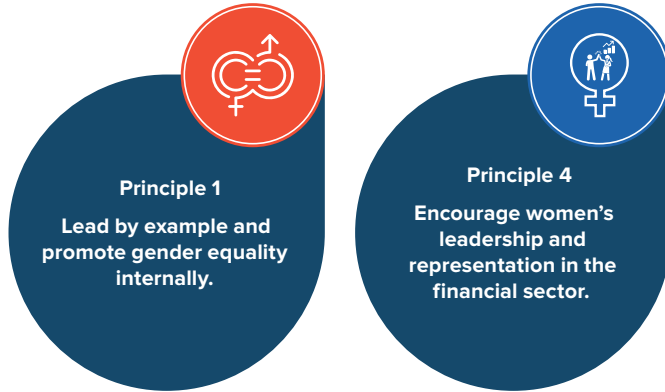 Principle 1
Lead by example and
promote gender equality
internally.
Principle 4
Encourage women’s
leadership and
representation in the
financial sector.